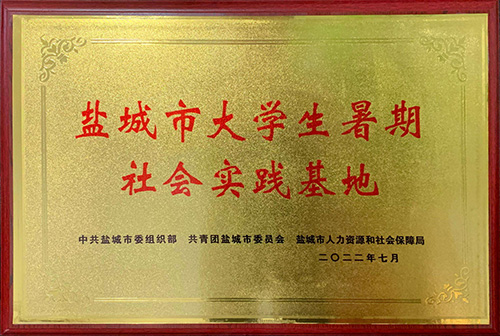 盐城市大学生暑期
社会实践基地
中共盐城市委组织部 共青团盐城市委员会 盐城市人力资源和社会保障局
二〇二二年七月